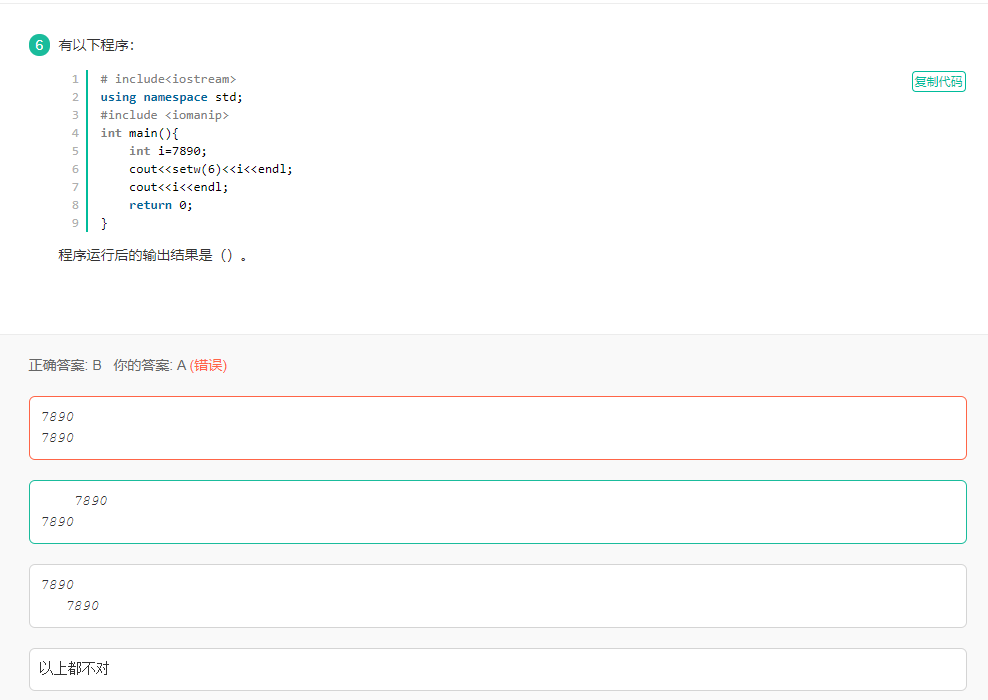 6 有以下程序：
复制代码
1 # include<iostream>
2 using namespace std;
3 #include <iomanip>
4 int main(){
5     int i=7890;
6     cout<<setw(6)<<i<<endl;
7     cout<<i<<endl;
8     return 0;
9 }
程序运行后的输出结果是（）。
正确答案: B 你的答案: A (错误)
7890
7890
    7890
7890
7890
   7890
以上都不对